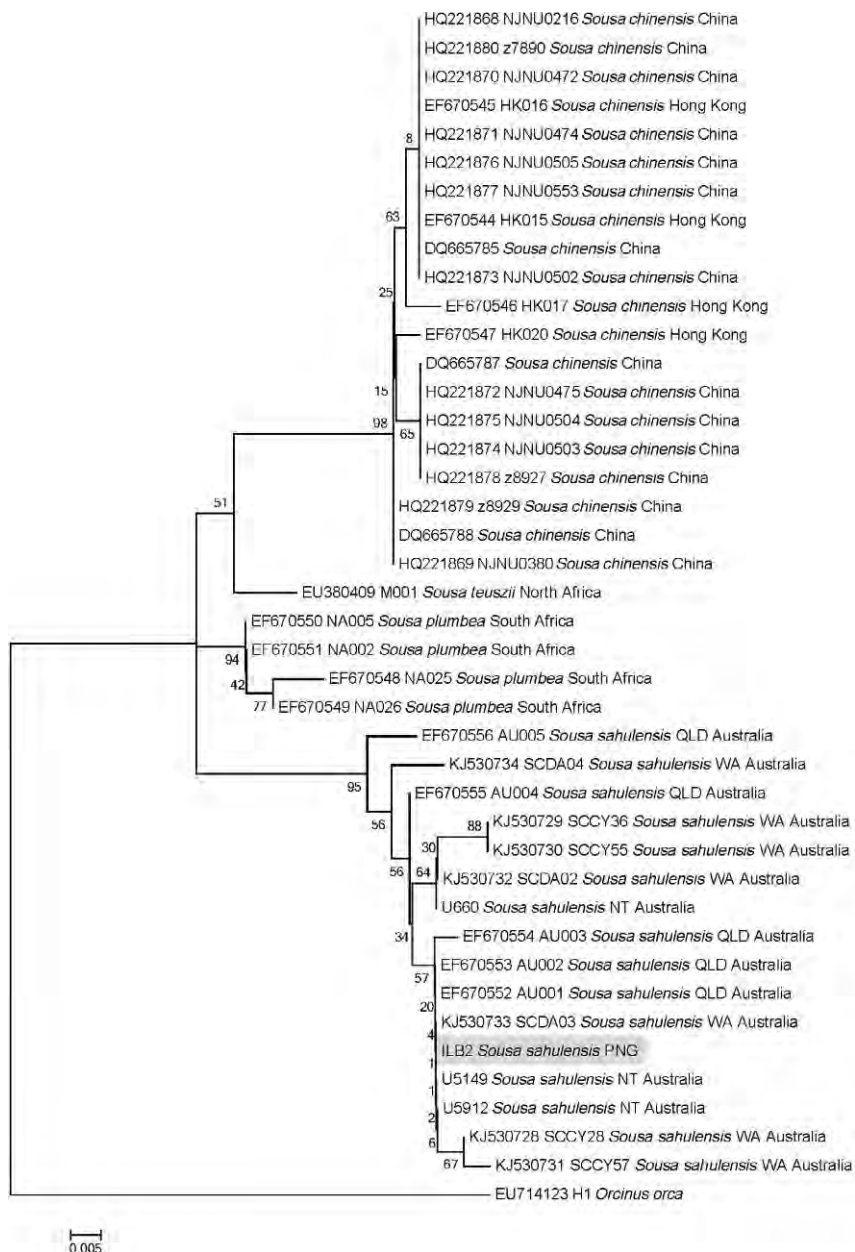 HQ221868 NJNU0216 Sousa chinensis China
HQ221880 z7890 Sousa chinensis China
HQ221870 NJNU0472 Sousa chinensis China
EF670545 HK016 Sousa chinensis Hong Kong
8
HQ221871 NJNU0474 Sousa chinensis China
HQ221876 NJNU0505 Sousa chinensis China
HQ221877 NJNU0553 Sousa chinensis China
63
EF670544 HK015 Sousa chinensis Hong Kong
DQ665785 Sousa chinensis China
HQ221873 NJNU0502 Sousa chinensis China
25
EF670546 HK017 Sousa chinensis Hong Kong
EF670547 HK020 Sousa chinensis Hong Kong
DQ665787 Sousa chinensis China
15
HQ221872 NJNU0475 Sousa chinensis China
98
HQ221875 NJNU0504 Sousa chinensis China
65
HQ221874 NJNU0503 Sousa chinensis China
HQ221878 z8927 Sousa chinensis China
51
HQ221879 z8929 Sousa chinensis China
DQ665788 Sousa chinensis China
HQ221869 NJNU0380 Sousa chinensis China
EU380409 M001 Sousa teuszii North Africa
EF670550 NA005 Sousa plumbea South Africa
EF670551 NA002 Sousa plumbea South Africa
94
42
EF670548 NA025 Sousa plumbea South Africa
77
EF670549 NA026 Sousa plumbea South Africa
EF670556 AU005 Sousa sahulensis QLD Australia
KJ530734 SCDA04 Sousa sahulensis WA Australia
95
EF670555 AU004 Sousa sahulensis QLD Australia
56
88
KJ530729 SCCY36 Sousa sahulensis WA Australia
30
KJ530730 SCCY55 Sousa sahulensis WA Australia
56
64
KJ530732 SCDA02 Sousa sahulensis WA Australia
U660 Sousa sahulensis NT Australia
34
EF670554 AU003 Sousa sahulensis QLD Australia
57
EF670553 AU002 Sousa sahulensis QLD Australia
EF670552 AU001 Sousa sahulensis QLD Australia
20
KJ530733 SCDA03 Sousa sahulensis WA Australia
4
ILB2 Sousa sahulensis PNG
1
U5149 Sousa sahulensis NT Australia
1
U5912 Sousa sahulensis NT Australia
2
KJ530728 SCCY28 Sousa sahulensis WA Australia
6
67
KJ530731 SCCY57 Sousa sahulensis WA Australia
EU714123 H1 Orcinus orca
0.005